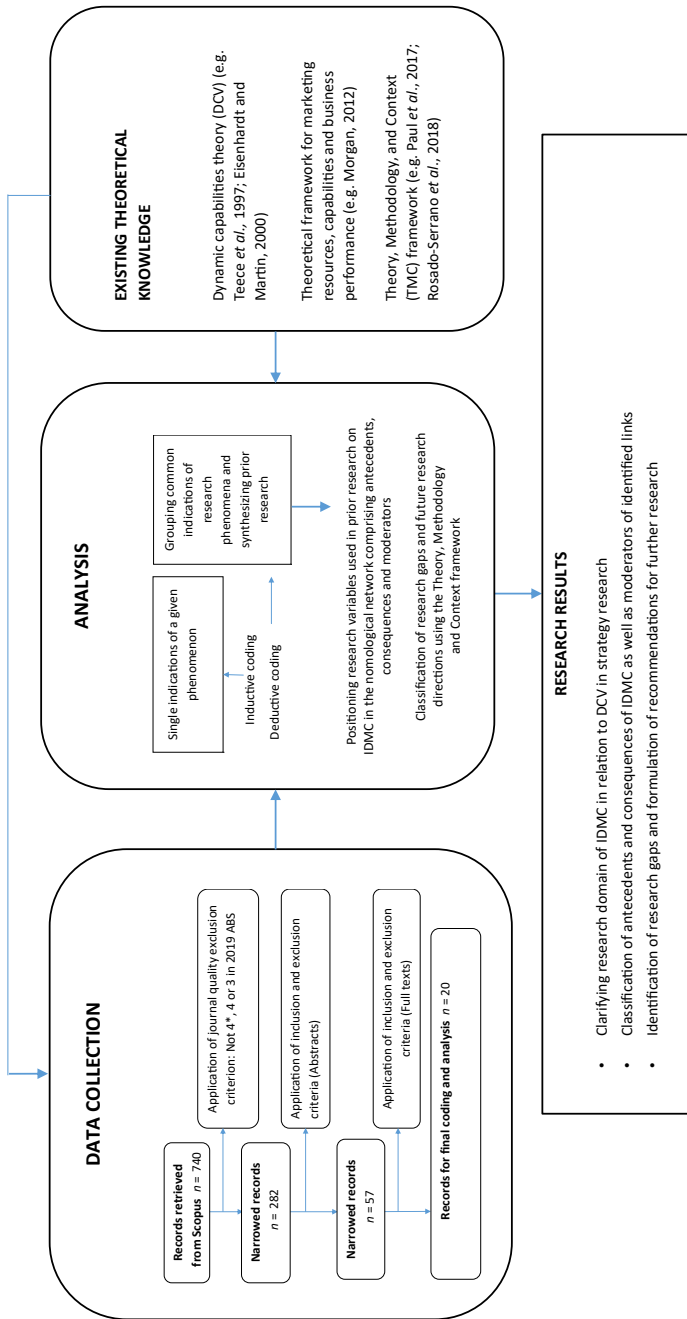 DATA COLLECTION
Records retrieved
from Scopus n = 740
Application of journal quality exclusion
criterion: Not 4*, 4 or 3 in 2019 ABS
Narrowed records
n = 282
Application of inclusion and exclusion
criteria (Abstracts)
Narrowed records
n = 57
Application of inclusion and exclusion
criteria (Full texts)
Records for final coding and analysis n = 20
ANALYSIS
Single indications of a given
phenomenon
Inductive coding
Deductive coding
Grouping common
indications of
research
phenomena and
synthesizing prior
research
Positioning research variables used in prior research on
IDMC in the nomological network comprising antecedents,
consequences and moderators
Classification of research gaps and future research
directions using the Theory, Methodology
and Context framework
EXISTING THEORETICAL
KNOWLEDGE
Dynamic capabilities theory (DCV) (e.g.
Teece et al., 1997; Eisenhardt and
Martin, 2000)
Theoretical framework for marketing
resources, capabilities and business
performance (e.g. Morgan, 2012)
Theory, Methodology, and Context
(TMC) framework (e.g. Paul et al., 2017;
Rosado-Serrano et al., 2018)
RESEARCH RESULTS
• Clarifying research domain of IDMC in relation to DCV in strategy research
• Classification of antecedents and consequences of IDMC as well as moderators of identified links
• Identification of research gaps and formulation of recommendations for further research